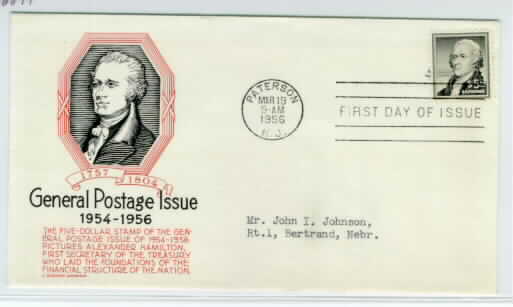 PATERSON
MAR 19
9-AM
1956
N.J.
FIRST DAY OF ISSUE
1757 1804
General Postage Issue
1954-1956
THE FIVE-DOLLAR STAMP OF THE GEN-
ERAL POSTAGE ISSUE OF 1954-1956
PICTURES ALEXANDER HAMILTON,
FIRST SECRETARY OF THE TREASURY
WHO LAID THE FOUNDATIONS OF THE
FINANCIAL STRUCTURE OF THE NATION.
Mr. John I. Johnson,
Rt.1, Bertrand, Nebr.